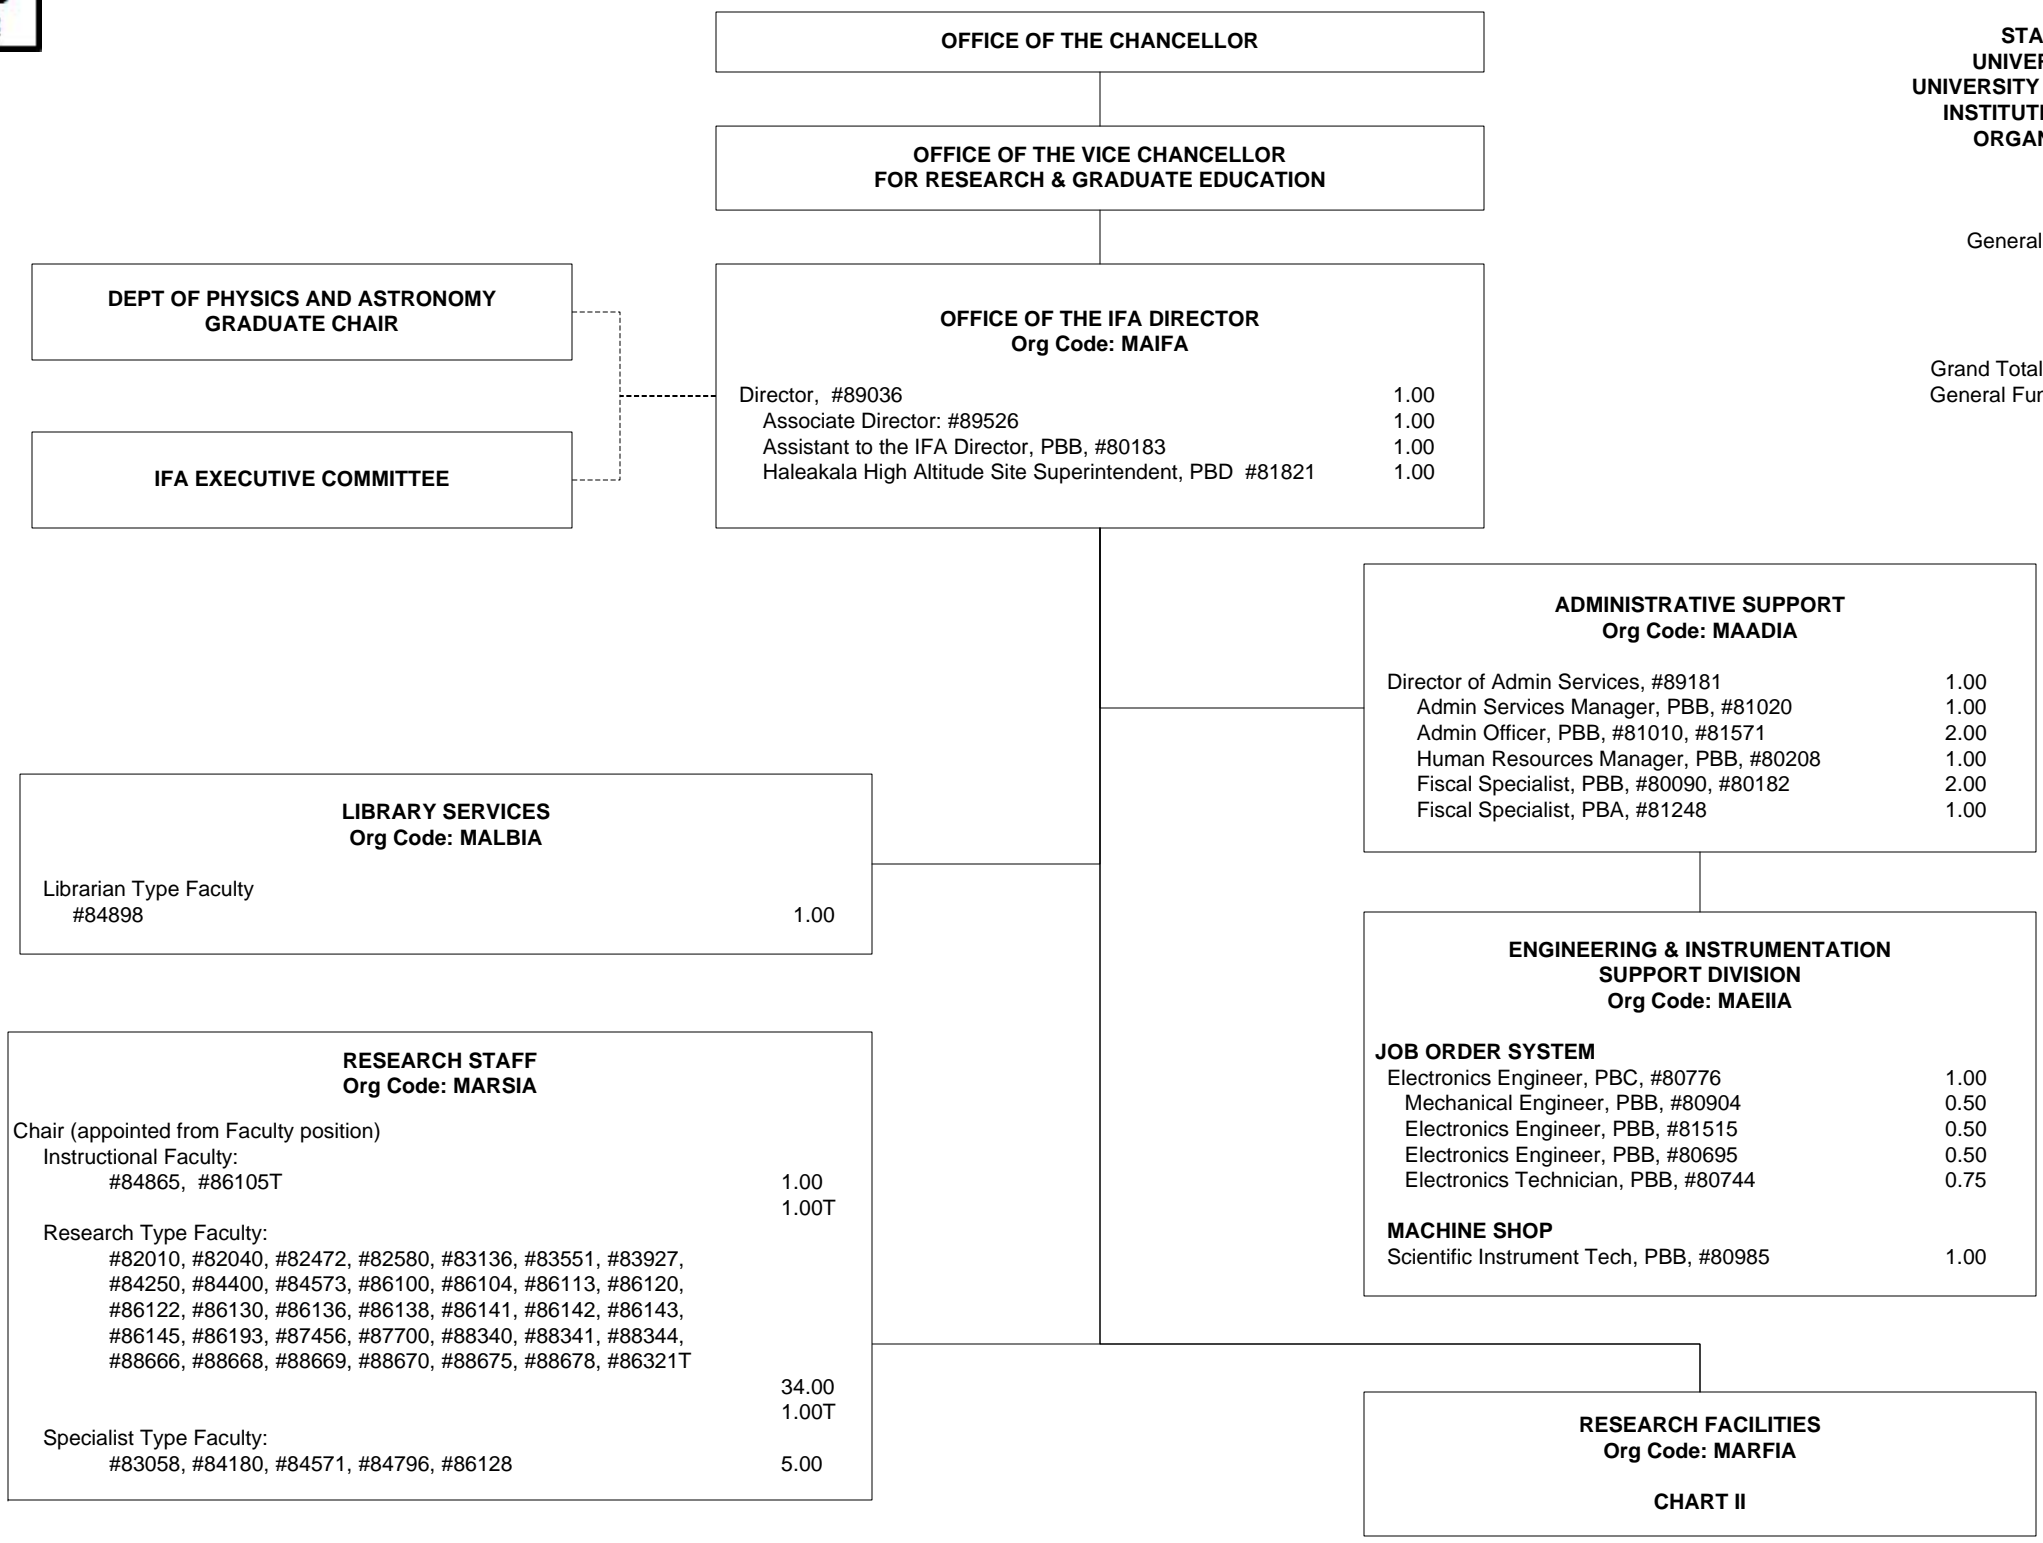 OFFICE OF THE CHANCELLOR
OFFICE OF THE VICE CHANCELLOR
FOR RESEARCH & GRADUATE EDUCATION
General
Grand Total
General
DEPT OF PHYSICS AND ASTRONOMY
GRADUATE CHAIR
IFA EXECUTIVE COMMITTEE
OFFICE OF THE IFA DIRECTOR
Org Code: MAIFA
Director, #89036 1.00
Associate Director: #89526 1.00
Assistant to the IFA Director, PBB, #80183 1.00
Haleakala High Altitude Site Superintendent, PBD #81821 1.00
ADMINISTRATIVE SUPPORT
Org Code: MAADIA
Director of Admin Services, #89181 1.00
Admin Services Manager, PBB, #81020 1.00
Admin Officer, PBB, #81010, #81571 2.00
Human Resources Manager, PBB, #80208 1.00
Fiscal Specialist, PBB, #80090, #80182 2.00
Fiscal Specialist, PBA, #81248 1.00
LIBRARY SERVICES
Org Code: MALBIA
Librarian Type Faculty
#84898 1.00
ENGINEERING & INSTRUMENTATION
SUPPORT DIVISION
Org Code: MAEIIA
JOB ORDER SYSTEM
Electronics Engineer, PBC, #80776 1.00
Mechanical Engineer, PBB, #80904 0.50
Electronics Engineer, PBB, #81515 0.50
Electronics Engineer, PBB, #80695 0.50
Electronics Technician, PBB, #80744 0.75
MACHINE SHOP
Scientific Instrument Tech, PBB, #80985 1.00
RESEARCH STAFF
Org Code: MARSIA
Chair (appointed from Faculty position)
Instructional Faculty:
#84865, #86105T 1.00
1.00T
Research Type Faculty:
#82010, #82040, #82472, #82580, #83136, #83551, #83927,
#84250, #84400, #84573, #86100, #86104, #86113, #86120,
#86122, #86130, #86136, #86138, #86141, #86142, #86143,
#86145, #86193, #87456, #87700, #88340, #88341, #88344,
#88666, #88668, #88669, #88670, #88675, #88678, #86321T
34.00
1.00T
Specialist Type Faculty:
#83058, #84180, #84571, #84796, #86128 5.00
RESEARCH FACILITIES
Org Code: MARFIA
CHART II
UNIVERSITY